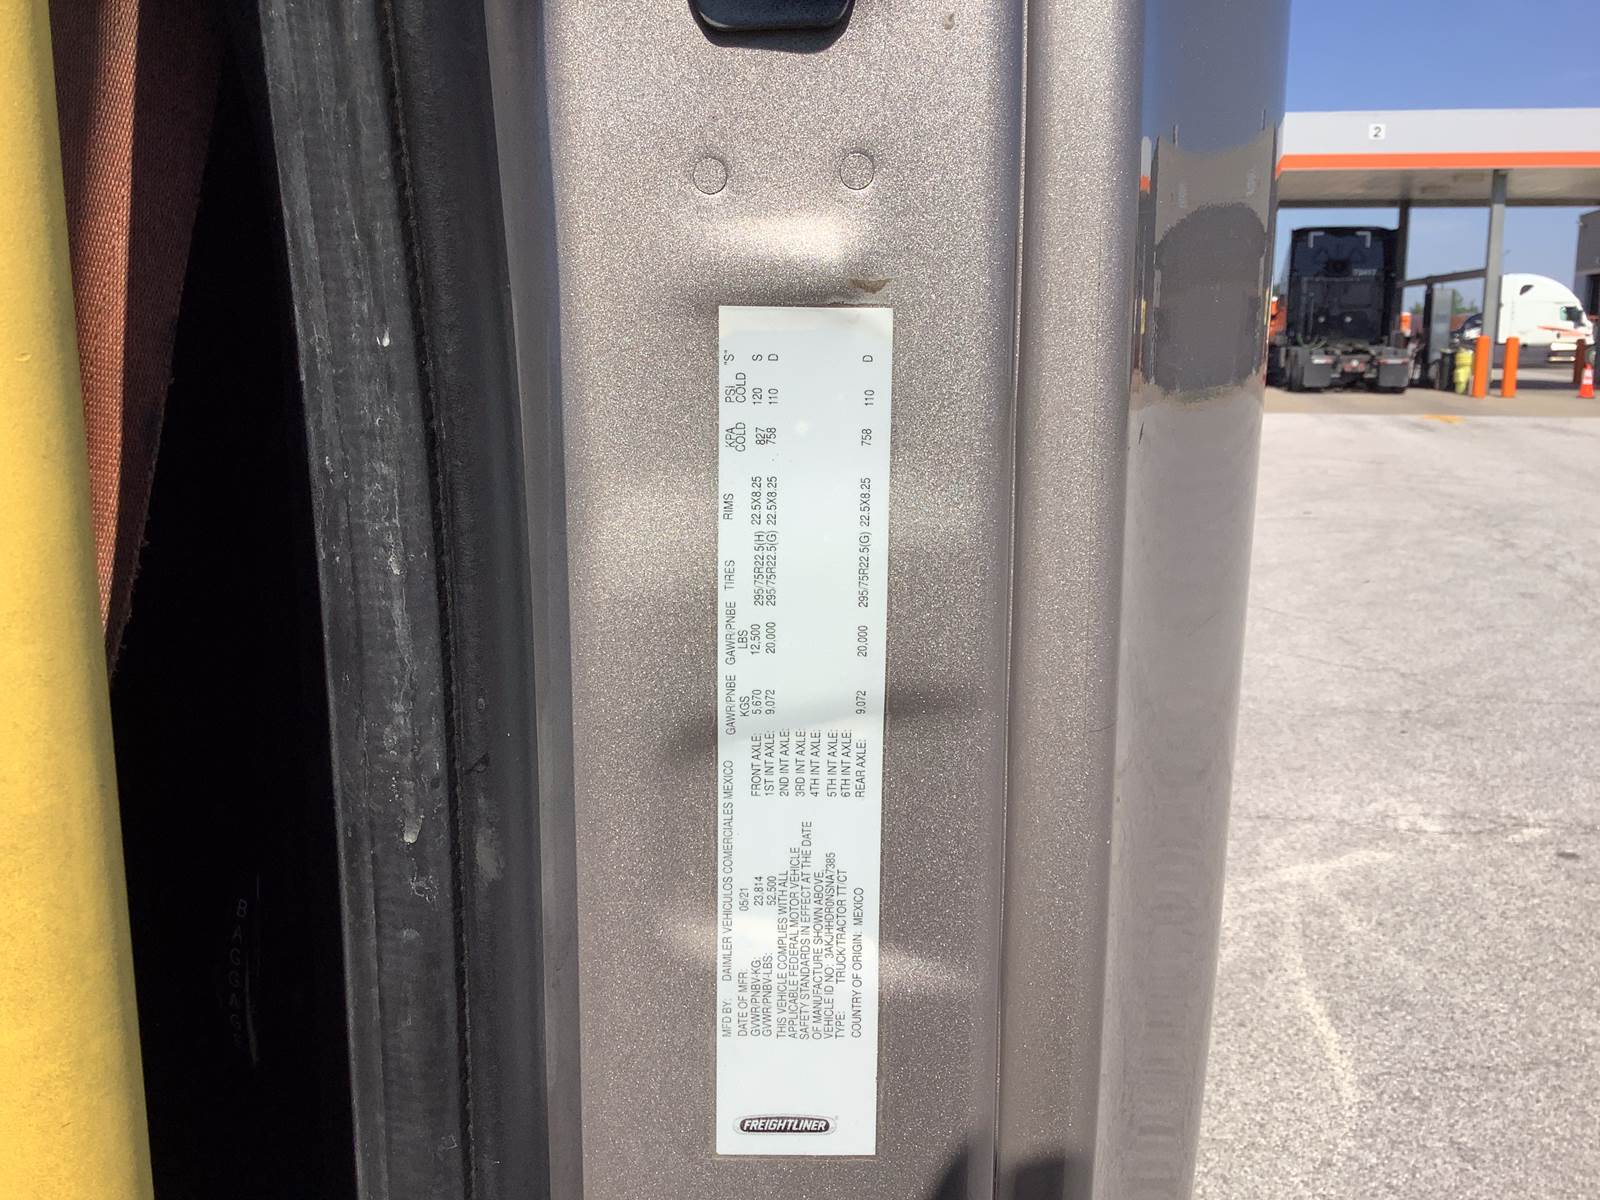 MFD BY: DAIMLER VEHICULOS COMERCIALES MEXICO
DATE OF MFR: 05/21
GVWR/PNBV-KG: 23,814
GVWR/PNBV-LBS: 52,500
THIS VEHICLE COMPLIES WITH ALL
APPLICABLE FEDERAL MOTOR VEHICLE
SAFETY STANDARDS IN EFFECT AT THE DATE
OF MANUFACTURE SHOWN ABOVE.
VEHICLE ID NO: 3AKJHHDR0NSNA7385
TYPE: TRUCK/TRACTOR TT/CT
COUNTRY OF ORIGIN: MEXICO
GAWR/PNBE GAWR/PNBE TIRES RIMS KPA PSI "S"
KGS LBS COLD COLD
FRONT AXLE: 5,670 12,500 295/75R22.5(H) 22.5X8.25 827 120 S
1ST INT AXLE: 9,072 20,000 295/75R22.5(G) 22.5X8.25 758 110 D
2ND INT AXLE:
3RD INT AXLE:
4TH INT AXLE:
5TH INT AXLE:
6TH INT AXLE:
REAR AXLE: 9,072 20,000 295/75R22.5(G) 22.5X8.25 758 110 D
FREIGHTLINER
2